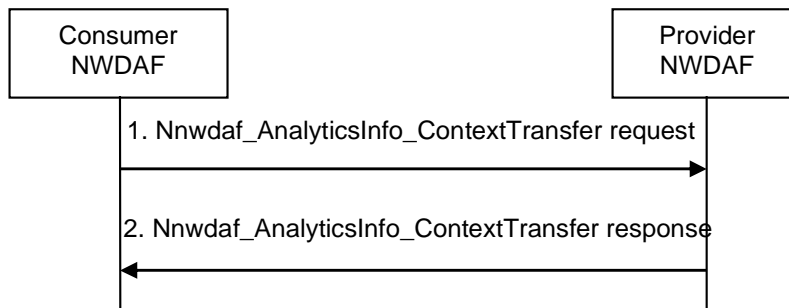 Consumer
NWDAF
Provider
NWDAF
1. Nnwdaf_AnalyticsInfo_ContextTransfer request
2. Nnwdaf_AnalyticsInfo_ContextTransfer response